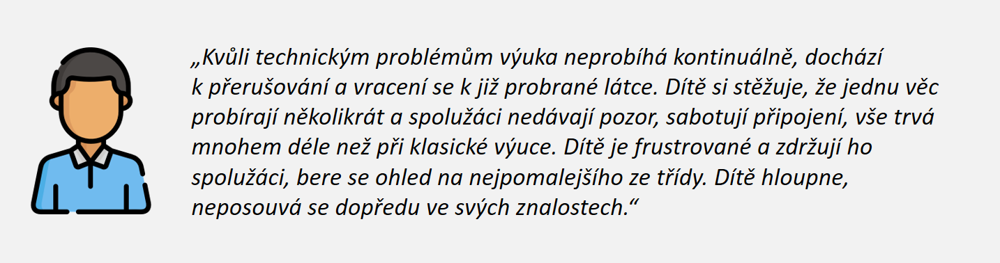 „Kvůli technickým problémům výuka neprobíhá kontinuálně, dochází
k přerušování a vracení se k již probrané látce. Dítě si stěžuje, že jednu věc
probírají několikrát a spolužáci nedávají pozor, sabotují připojení, vše trvá
mnohem déle než při klasické výuce. Dítě je frustrované a zdržují ho
spolužáci, bere se ohled na nejpomalejšího ze třídy. Dítě hloupne,
neposouvá se dopředu ve svých znalostech.“